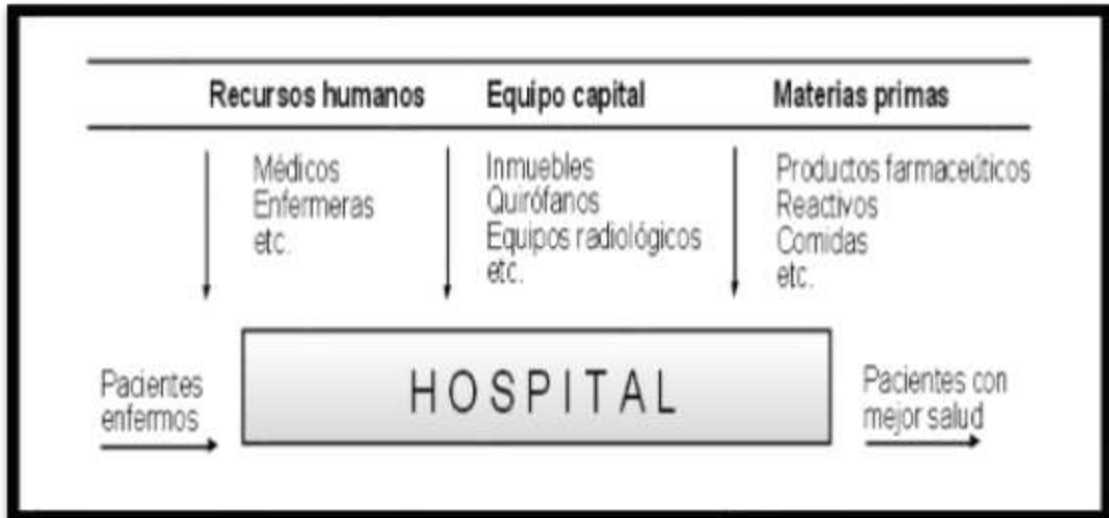 Recursos humanos Equipo capital Materias primas
Médicos
Enfermeras
etc.
Inmuebles
Quirófanos
Equipos radiológicos
etc.
Productos farmaceúticos
Reactivos
Comidas
etc.
Pacientes
enfermos
HOSPITAL
Pacientes con
mejor salud